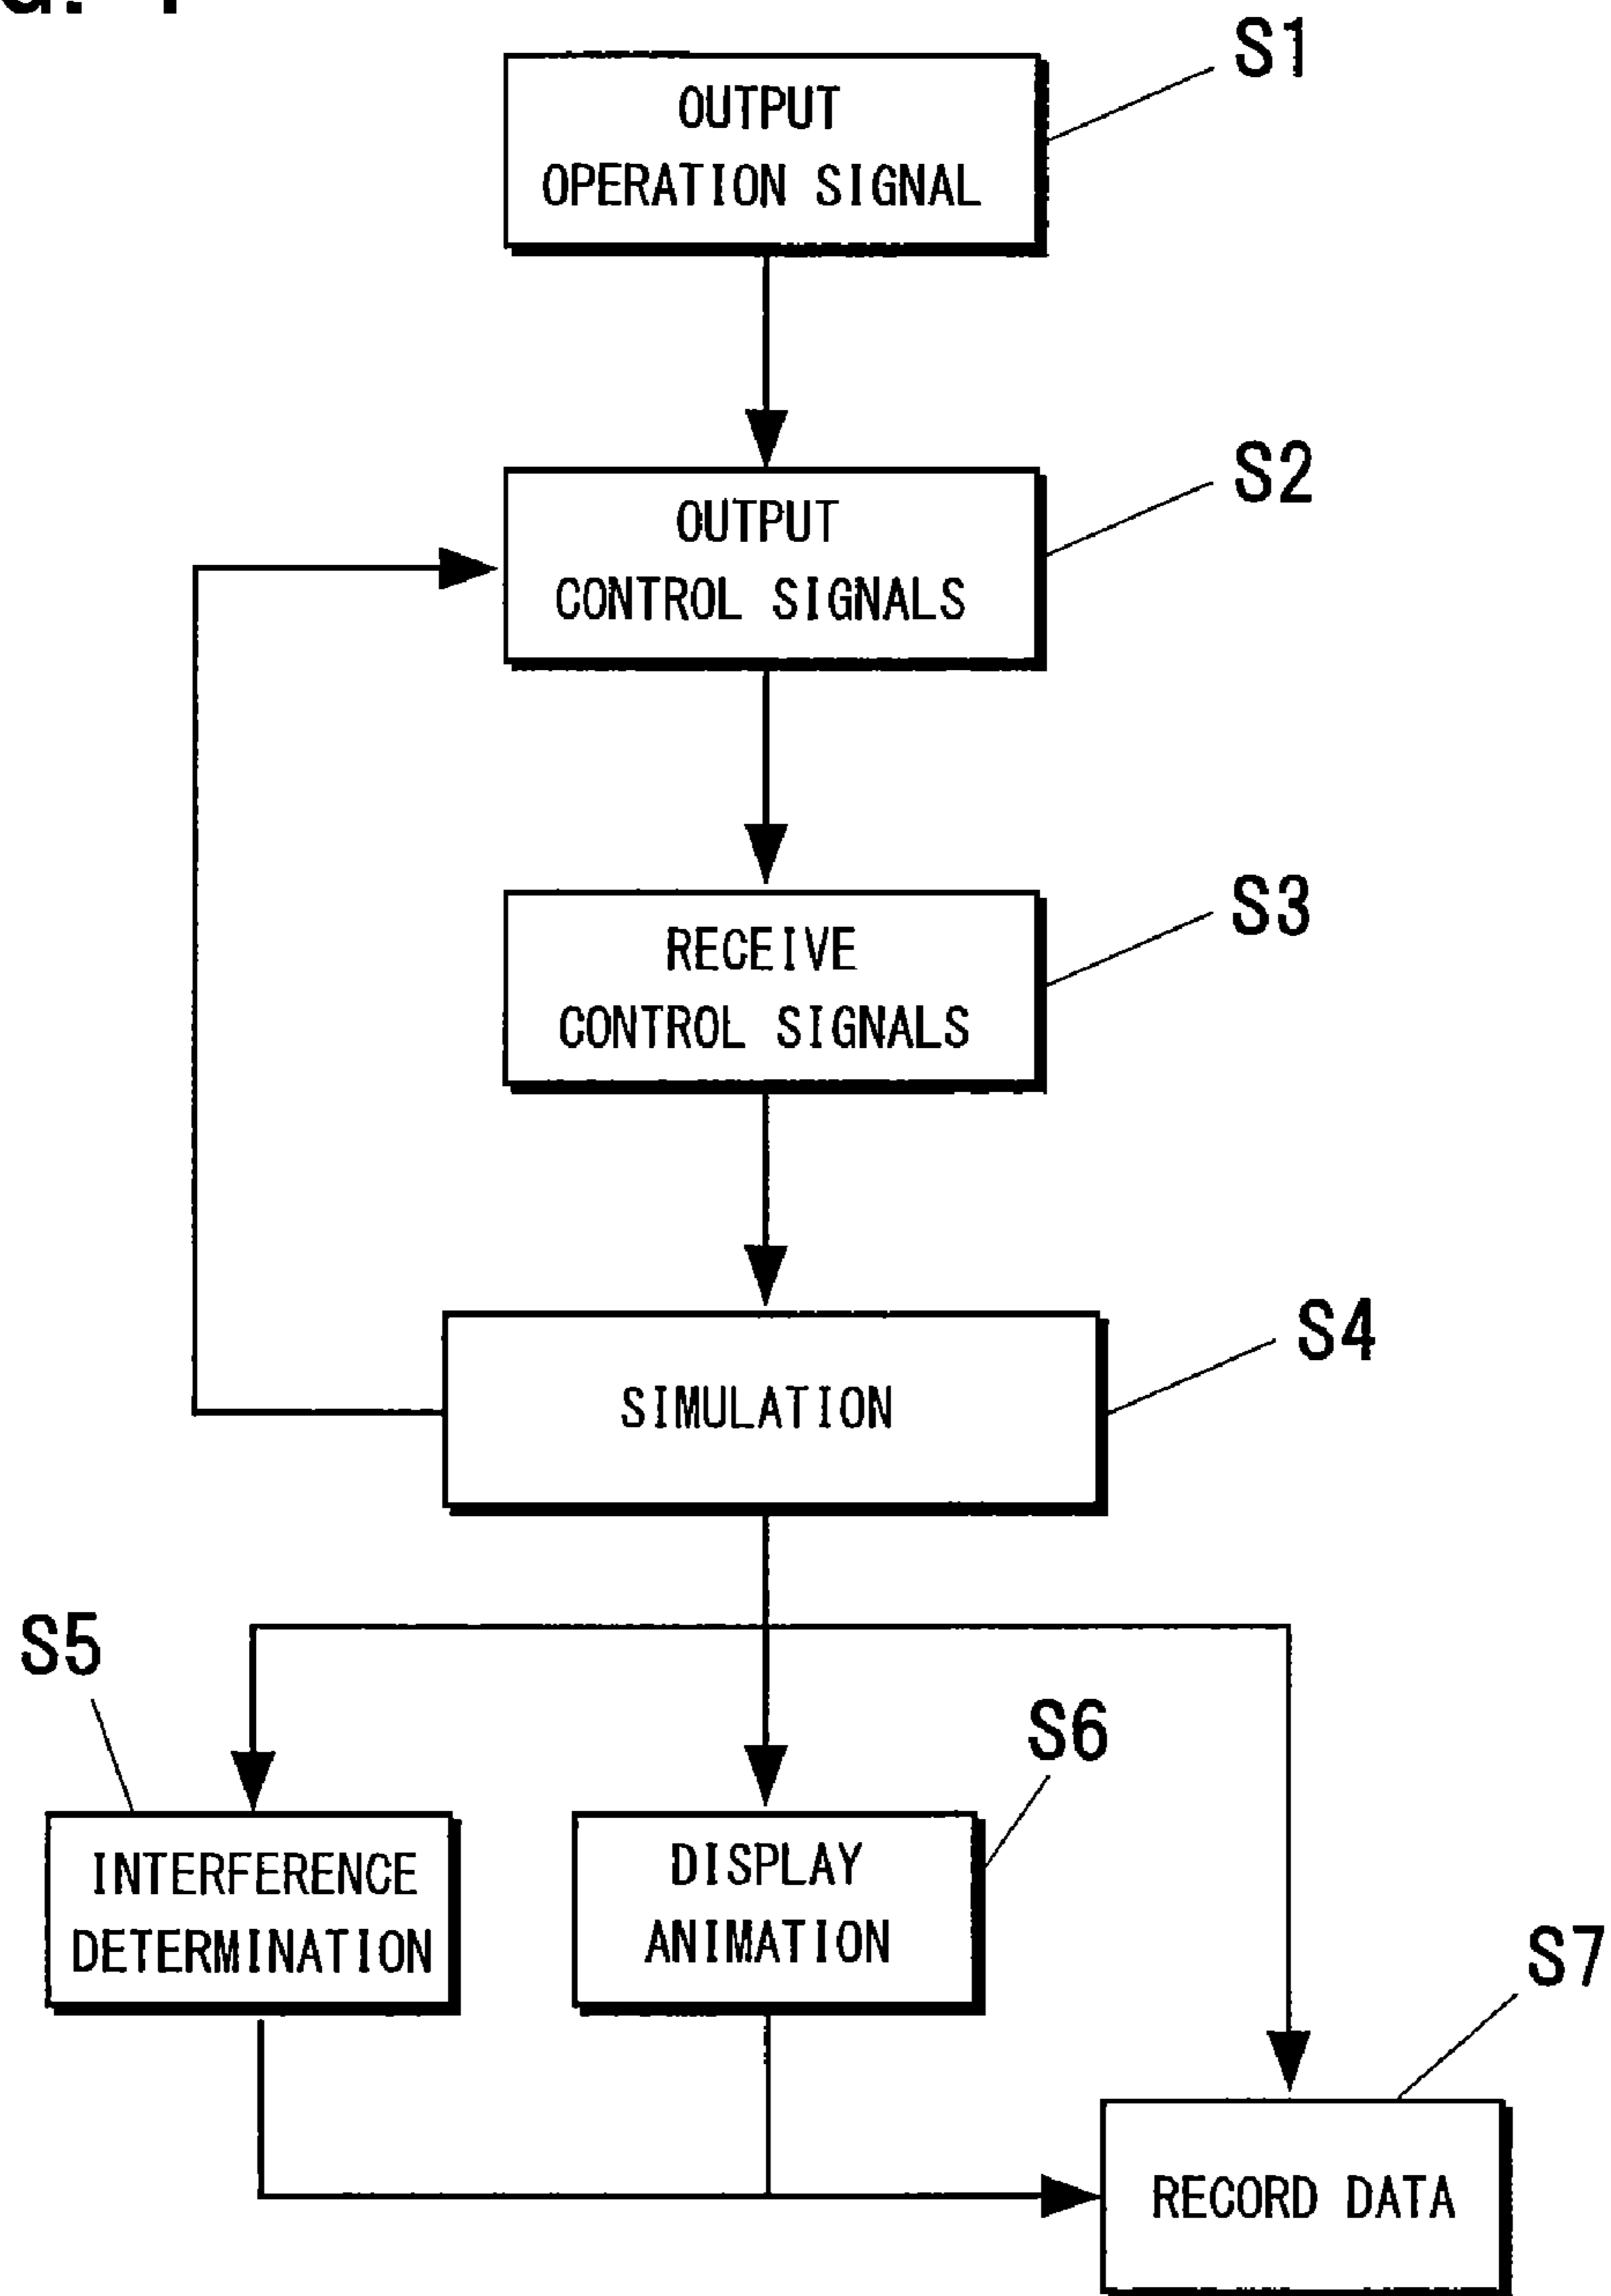 S1
OUTPUT
OPERATION SIGNAL
S2
OUTPUT
CONTROL SIGNALS
S3
RECEIVE
CONTROL SIGNALS
S4
SIMULATION
S5
INTERFERENCE
DETERMINATION
S6
DISPLAY
ANIMATION
S7
RECORD DATA